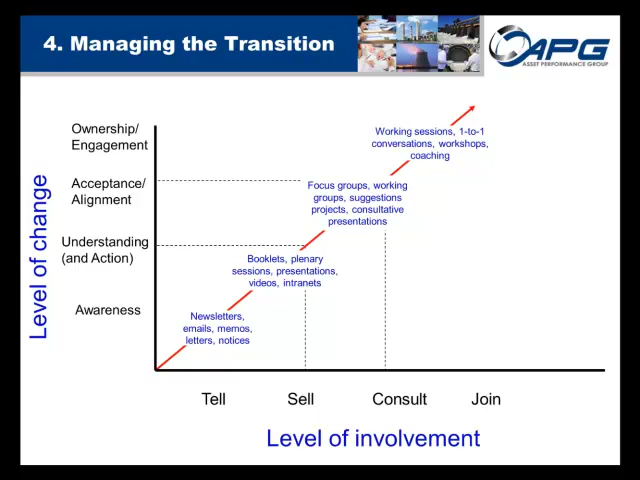 4. Managing the Transition
APG
ASSET PERFORMANCE GROUP
Ownership/
Engagement
Acceptance/
Alignment
Understanding
(and Action)
Awareness
Level of change
Working sessions, 1-to-1
conversations, workshops,
coaching
Focus groups, working
groups, suggestions
projects, consultative
presentations
Booklets, plenary
sessions, presentations,
videos, intranets
Newsletters,
emails, memos,
letters, notices
Tell
Sell
Consult
Join
Level of involvement